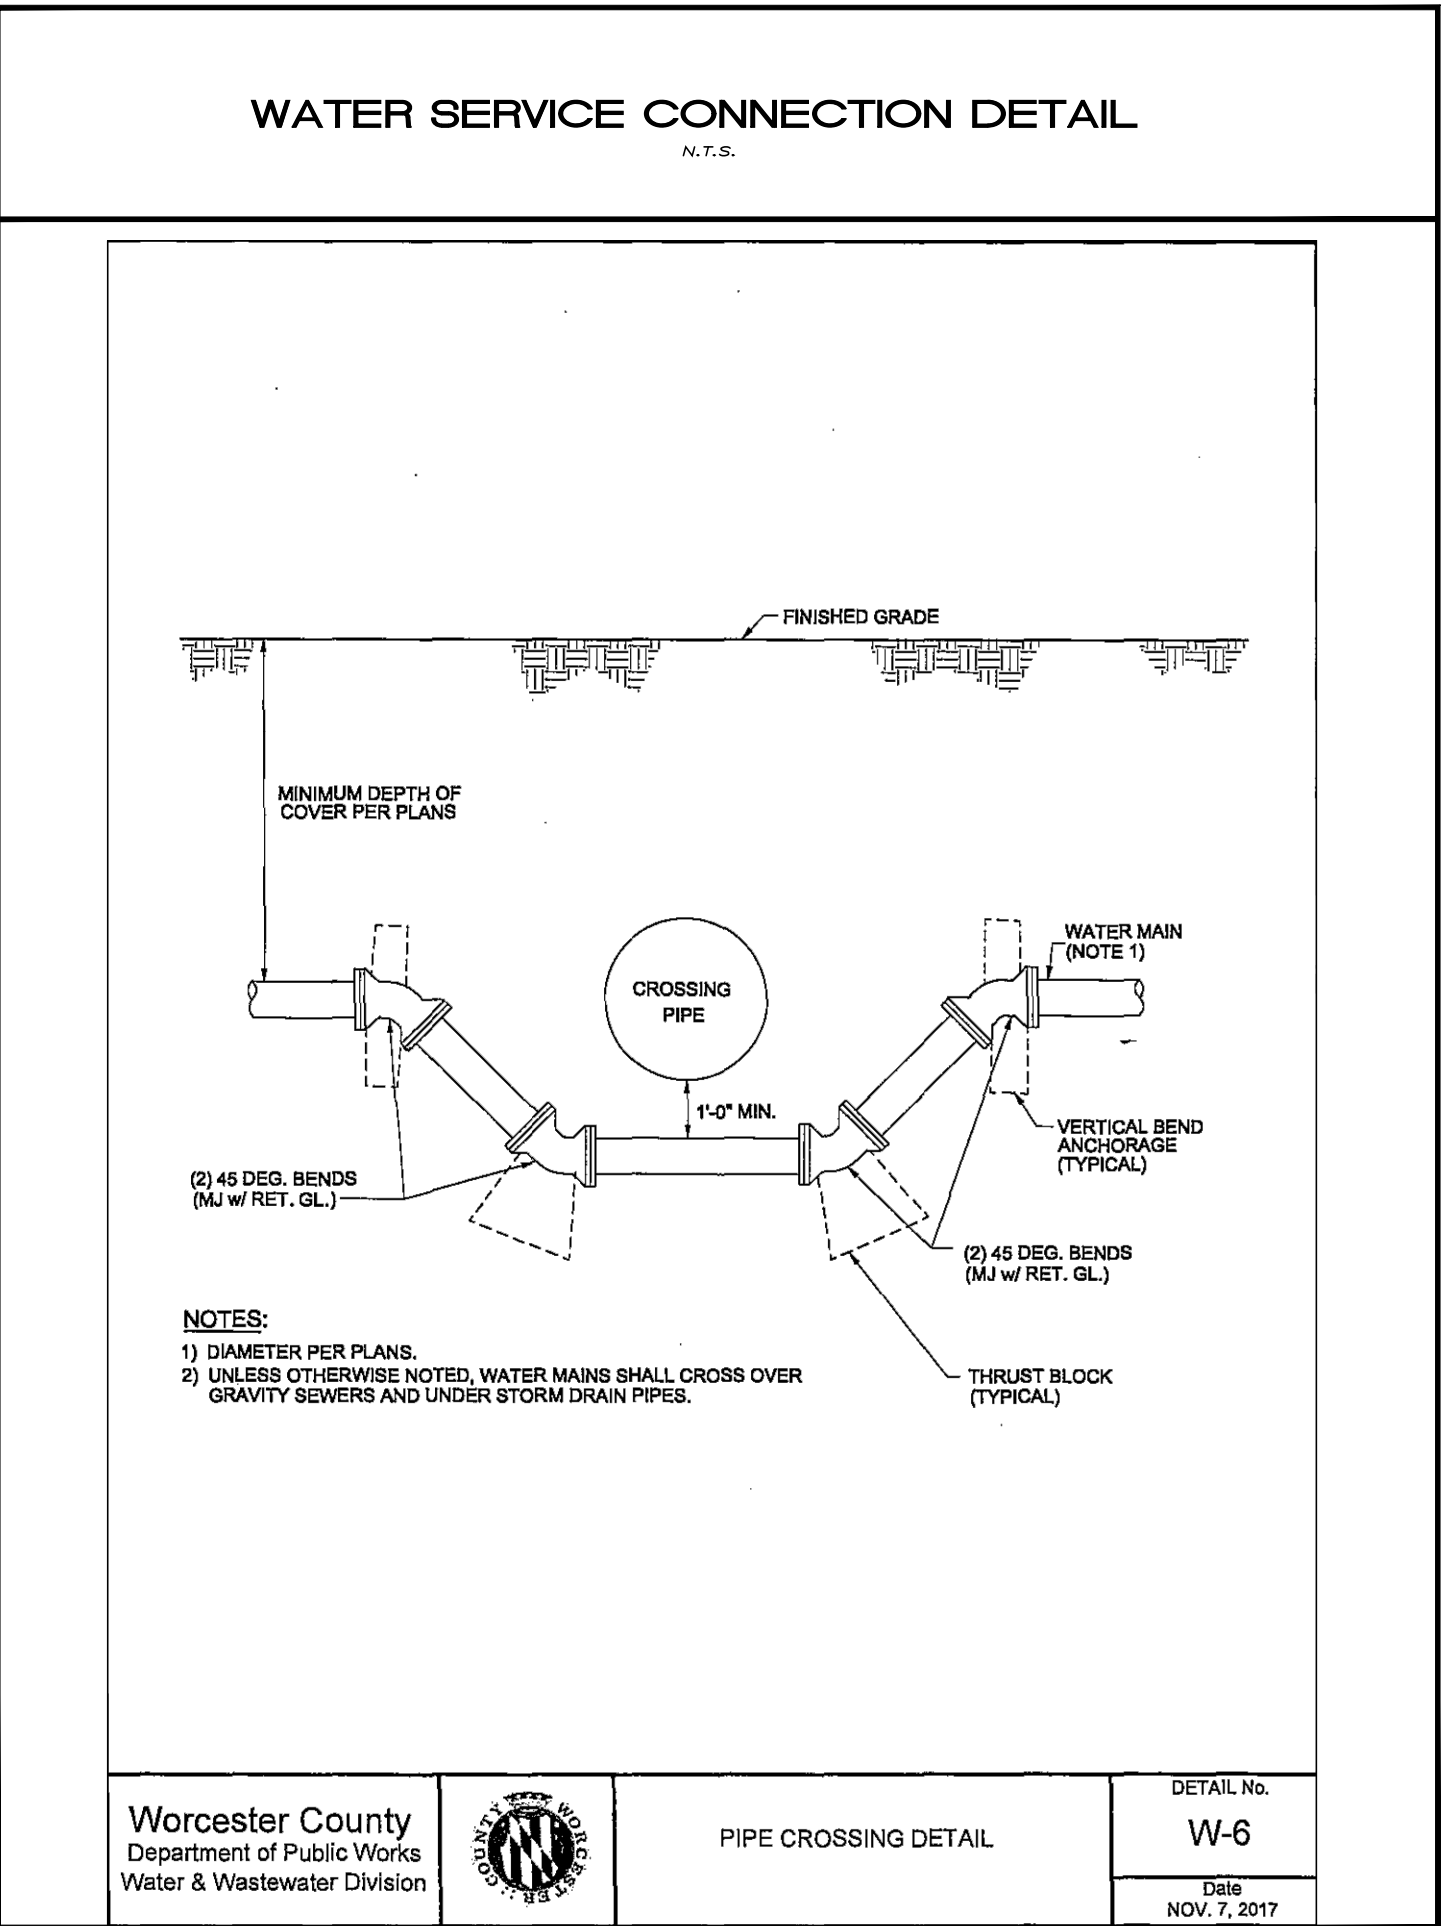 WATER SERVICE CONNECTION DETAIL
N.T.S.
FINISHED GRADE
MINIMUM DEPTH OF
COVER PER PLANS
WATER MAIN
(NOTE 1)
CROSSING
PIPE
1'-0" MIN.
VERTICAL BEND
ANCHORAGE
(TYPICAL)
(2) 45 DEG. BENDS
(MJ w/ RET. GL.)
(2) 45 DEG. BENDS
(MJ w/ RET. GL.)
NOTES:
1) DIAMETER PER PLANS.
2) UNLESS OTHERWISE NOTED, WATER MAINS SHALL CROSS OVER
GRAVITY SEWERS AND UNDER STORM DRAIN PIPES.
THRUST BLOCK
(TYPICAL)
Worcester County
Department of Public Works
Water & Wastewater Division
COUNTY WORCESTER
PIPE CROSSING DETAIL
DETAIL No.
W-6
Date
NOV. 7, 2017